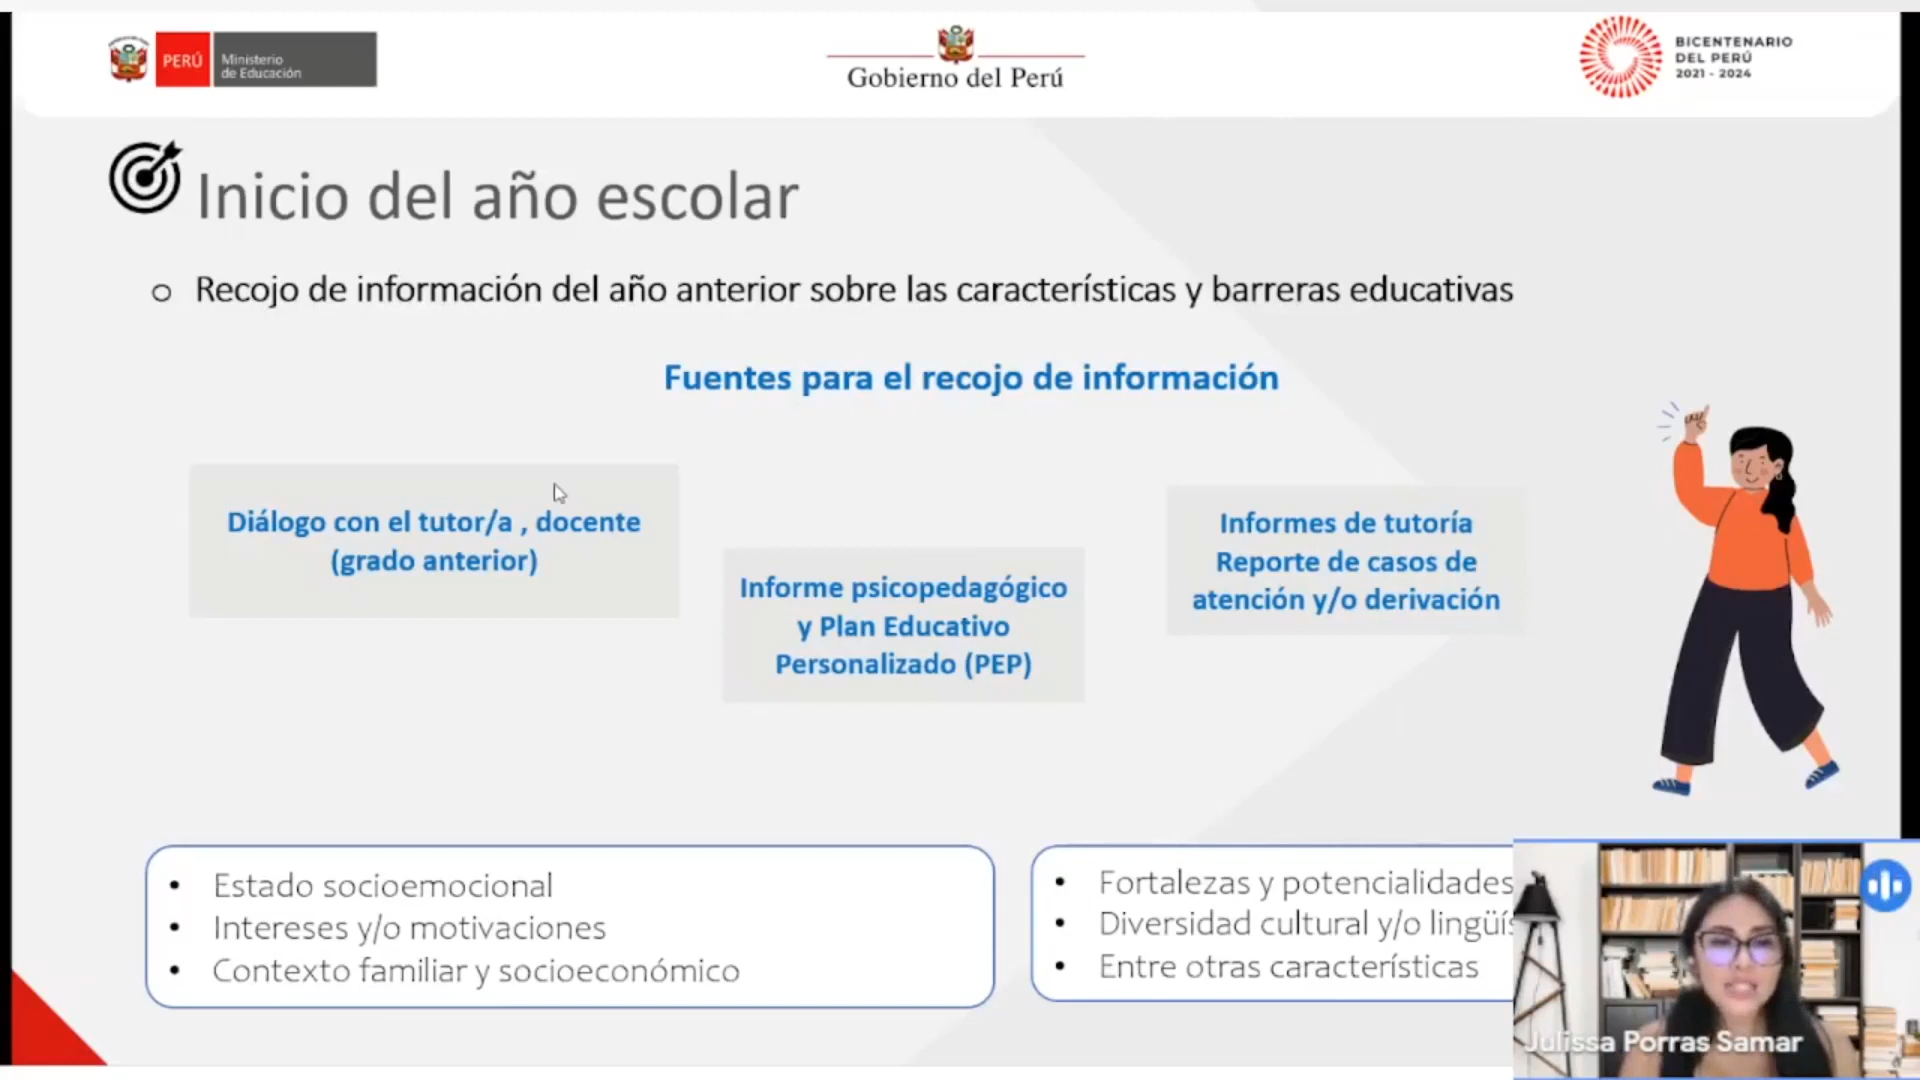 PERÚ
Ministerio
de Educación
Gobierno del Perú
BICENTENARIO
DEL PERÚ
2021 - 2024
Inicio del año escolar
o Recojo de información del año anterior sobre las características y barreras educativas
Fuentes para el recojo de información
Diálogo con el tutor/a , docente
(grado anterior)
Informe psicopedagógico
y Plan Educativo
Personalizado (PEP)
Informes de tutoría
Reporte de casos de
atención y/o derivación
• Estado socioemocional
• Intereses y/o motivaciones
• Contexto familiar y socioeconómico
• Fortalezas y potencialidades
• Diversidad cultural y/o
• Entre otras características
Julissa Porras Samar